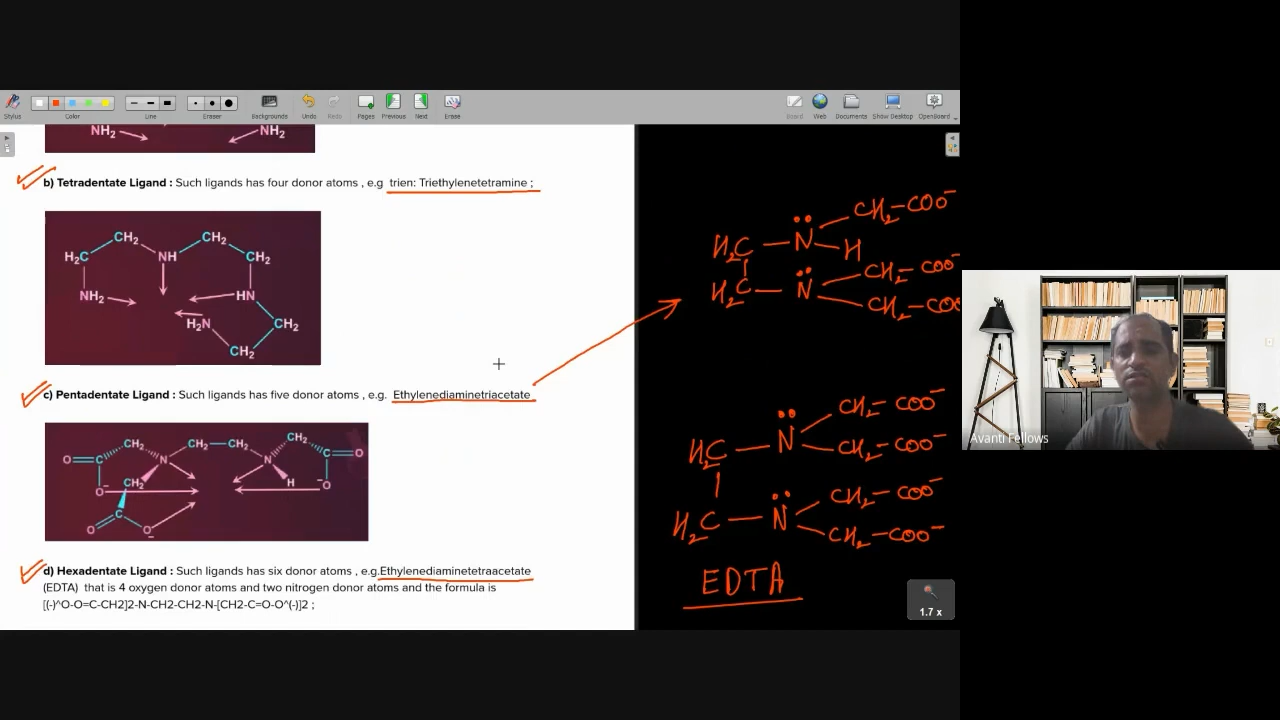 Stylus
Color
Line
Eraser
Backgrounds
Undo
Redo
Pages
Previous
Next
Erase
Board
Web
Documents
Show Desktop
OpenBoard
NH₂ NH₂
b) Tetradentate Ligand : Such ligands has four donor atoms , e.g trien: Triethylenetetramine ;
CH₂ CH₂
H₂C NH CH₂
NH₂ HN
H₂N CH₂
CH₂
c) Pentadentate Ligand : Such ligands has five donor atoms , e.g. Ethylenediaminetriacetate
CH₂ CH₂—CH₂ CH₂
O=C N N C=O
CH₂ H
O⁻ ⁻O
C
O O⁻
d) Hexadentate Ligand : Such ligands has six donor atoms , e.g.Ethylenediaminetetraacetate
(EDTA) that is 4 oxygen donor atoms and two nitrogen donor atoms and the formula is
[(-)^O-O=C-CH2]2-N-CH2-CH2-N-[CH2-C=O-O^(-)]2 ;
CH₂-COO⁻
H₂C — N̈ — H
CH₂- COO⁻
H₂C — N̈
CH₂-COO
CH₂- COO⁻
H₂C — N̈
CH₂- COO⁻
CH₂- COO⁻
H₂C — N̈
CH₂-COO⁻
EDTA
1.7 x
Avanti Fellows